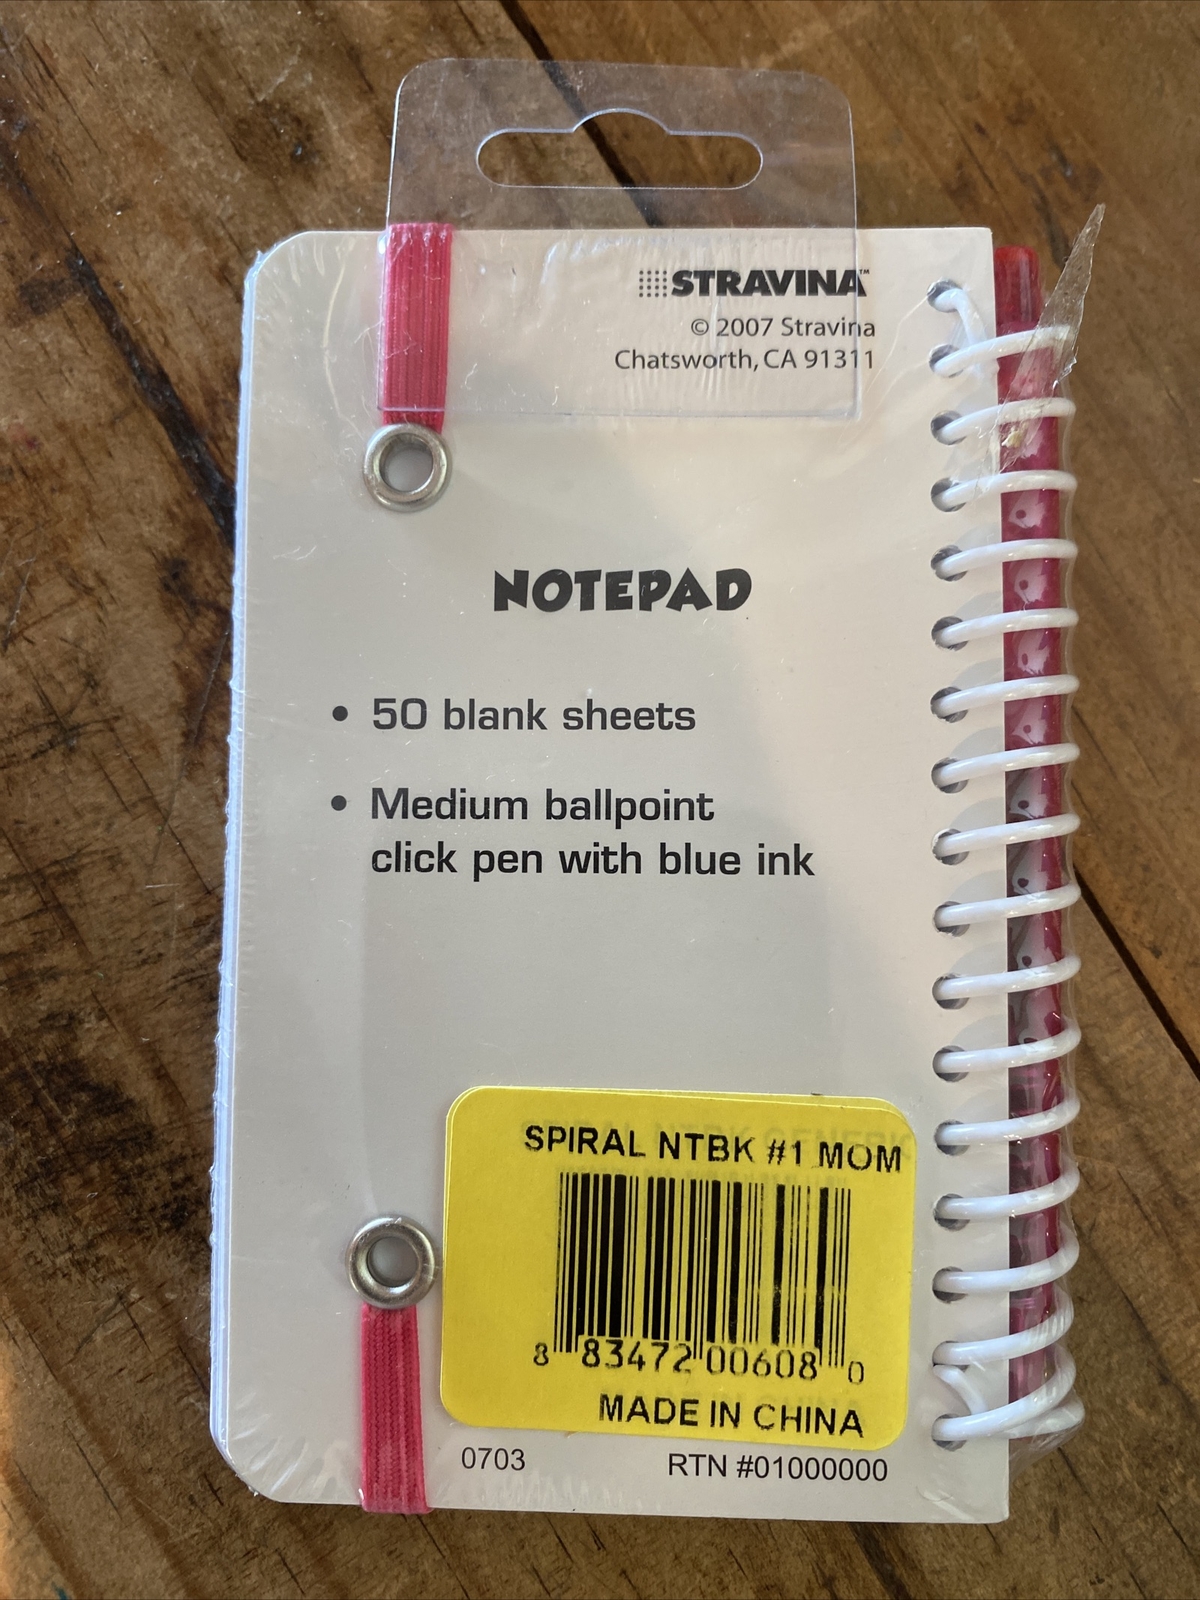 STRAVINA™
© 2007 Stravina
Chatsworth, CA 91311
NOTEPAD
• 50 blank sheets
• Medium ballpoint
click pen with blue ink
SPIRAL NTBK #1 MOM
8 83472 00608 0
MADE IN CHINA
0703 RTN #01000000